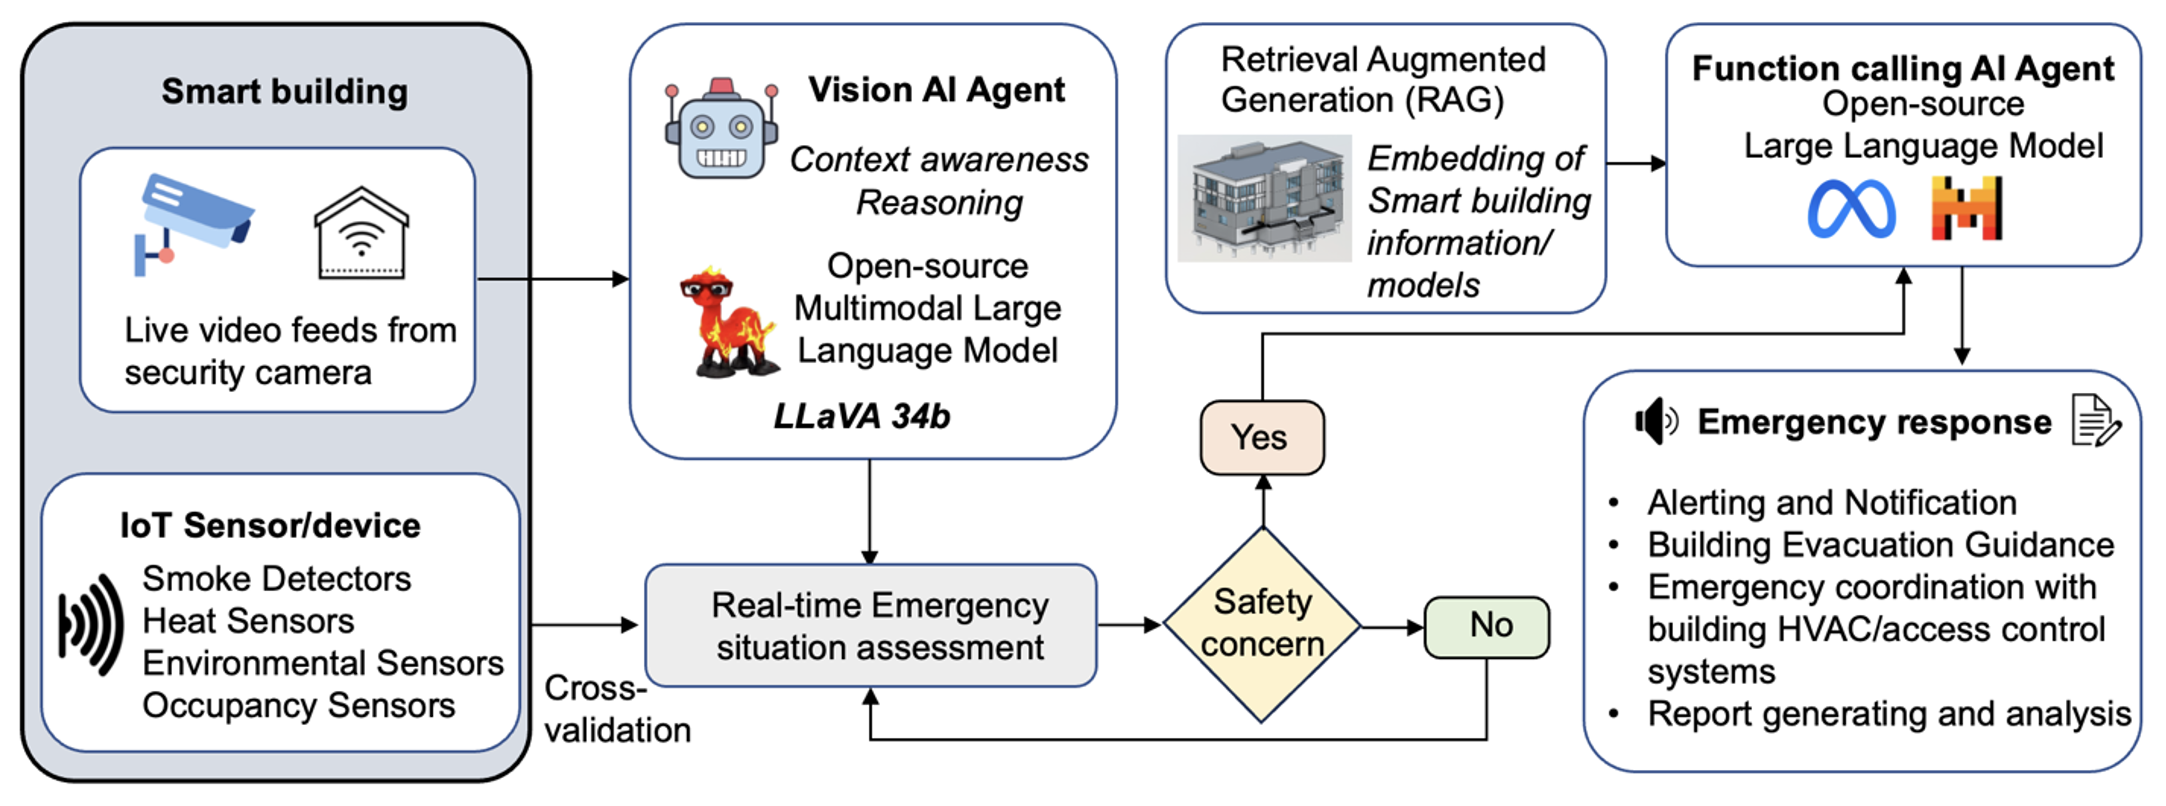 Smart building
Live video feeds from
security camera
IoT Sensor/device
Smoke Detectors
Heat Sensors
Environmental Sensors
Occupancy Sensors
Cross-
validation
Vision AI Agent
Context awareness
Reasoning
Open-source
Multimodal Large
Language Model
LLaVA 34b
Real-time Emergency
situation assessment
Safety
concern
Yes
No
Retrieval Augmented
Generation (RAG)
Embedding of
Smart building
information/
models
Function calling AI Agent
Open-source
Large Language Model
Emergency response
• Alerting and Notification
• Building Evacuation Guidance
• Emergency coordination with
building HVAC/access control
systems
• Report generating and analysis